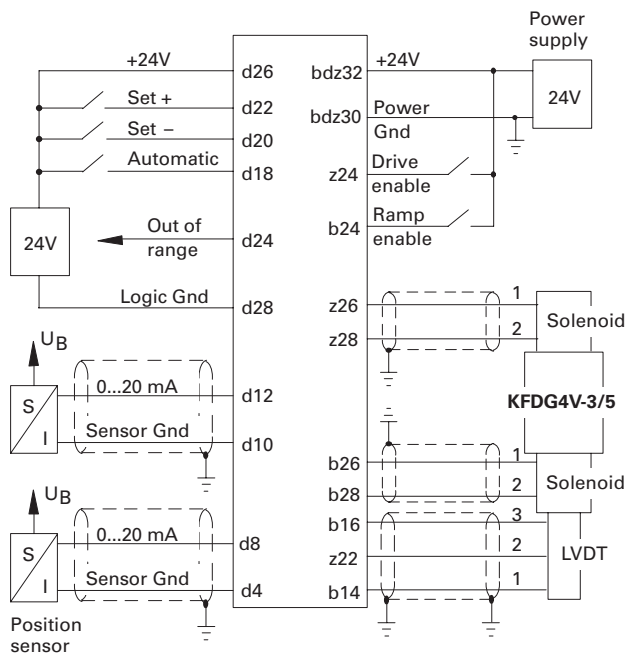 Power
supply
+24V
d26
bdz32
+24V
24V
Set +
d22
Set –
d20
bdz30
Power
Gnd
Automatic
d18
z24
Drive
enable
24V
Out of
range
d24
b24
Ramp
enable
Logic Gnd
d28
z26
1
z28
2
Solenoid
UB
S
I
0...20 mA
d12
Sensor Gnd
d10
KFDG4V-3/5
b26
1
b28
2
Solenoid
UB
S
I
0...20 mA
d8
Sensor Gnd
d4
b16
3
z22
2
b14
1
LVDT
Position
sensor